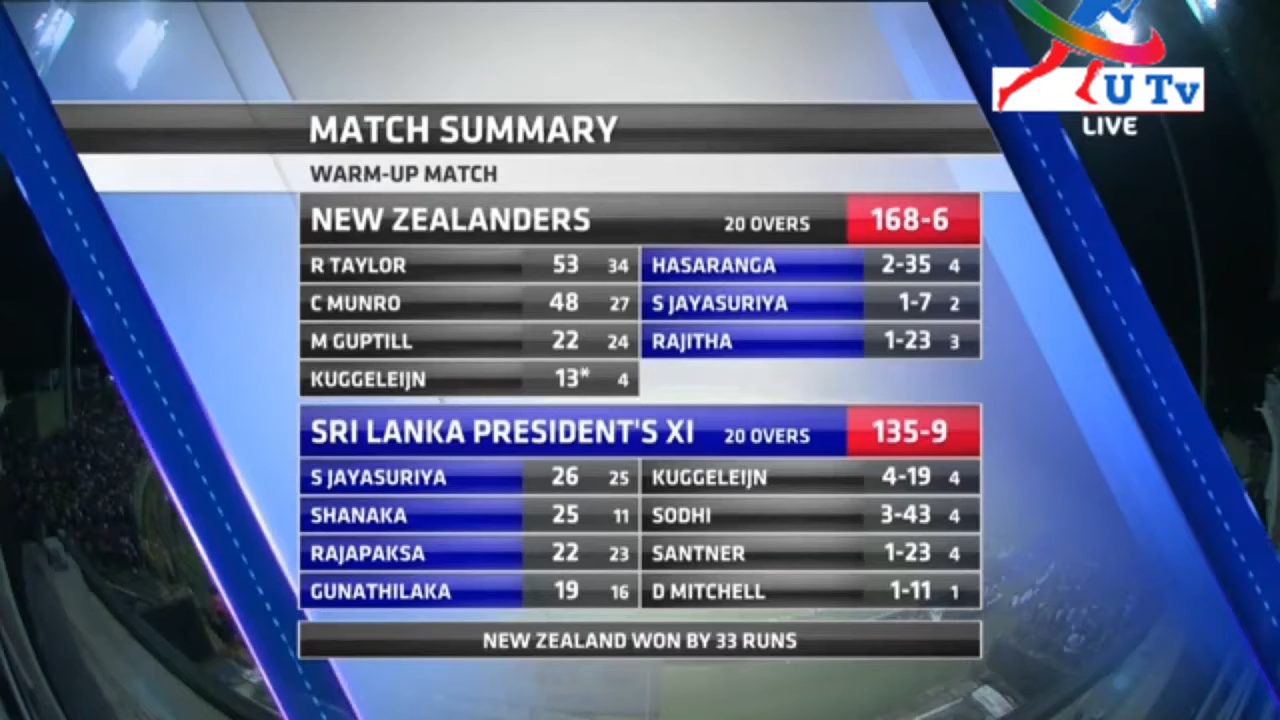 U Tv
LIVE
MATCH SUMMARY
WARM-UP MATCH
NEW ZEALANDERS 20 OVERS 168-6
R TAYLOR 53 34 HASARANGA 2-35 4
C MUNRO 48 27 S JAYASURIYA 1-7 2
M GUPTILL 22 24 RAJITHA 1-23 3
KUGGELEIJN 13* 4
SRI LANKA PRESIDENT'S XI 20 OVERS 135-9
S JAYASURIYA 26 25 KUGGELEIJN 4-19 4
SHANAKA 25 11 SODHI 3-43 4
RAJAPAKSA 22 23 SANTNER 1-23 4
GUNATHILAKA 19 16 D MITCHELL 1-11 1
NEW ZEALAND WON BY 33 RUNS